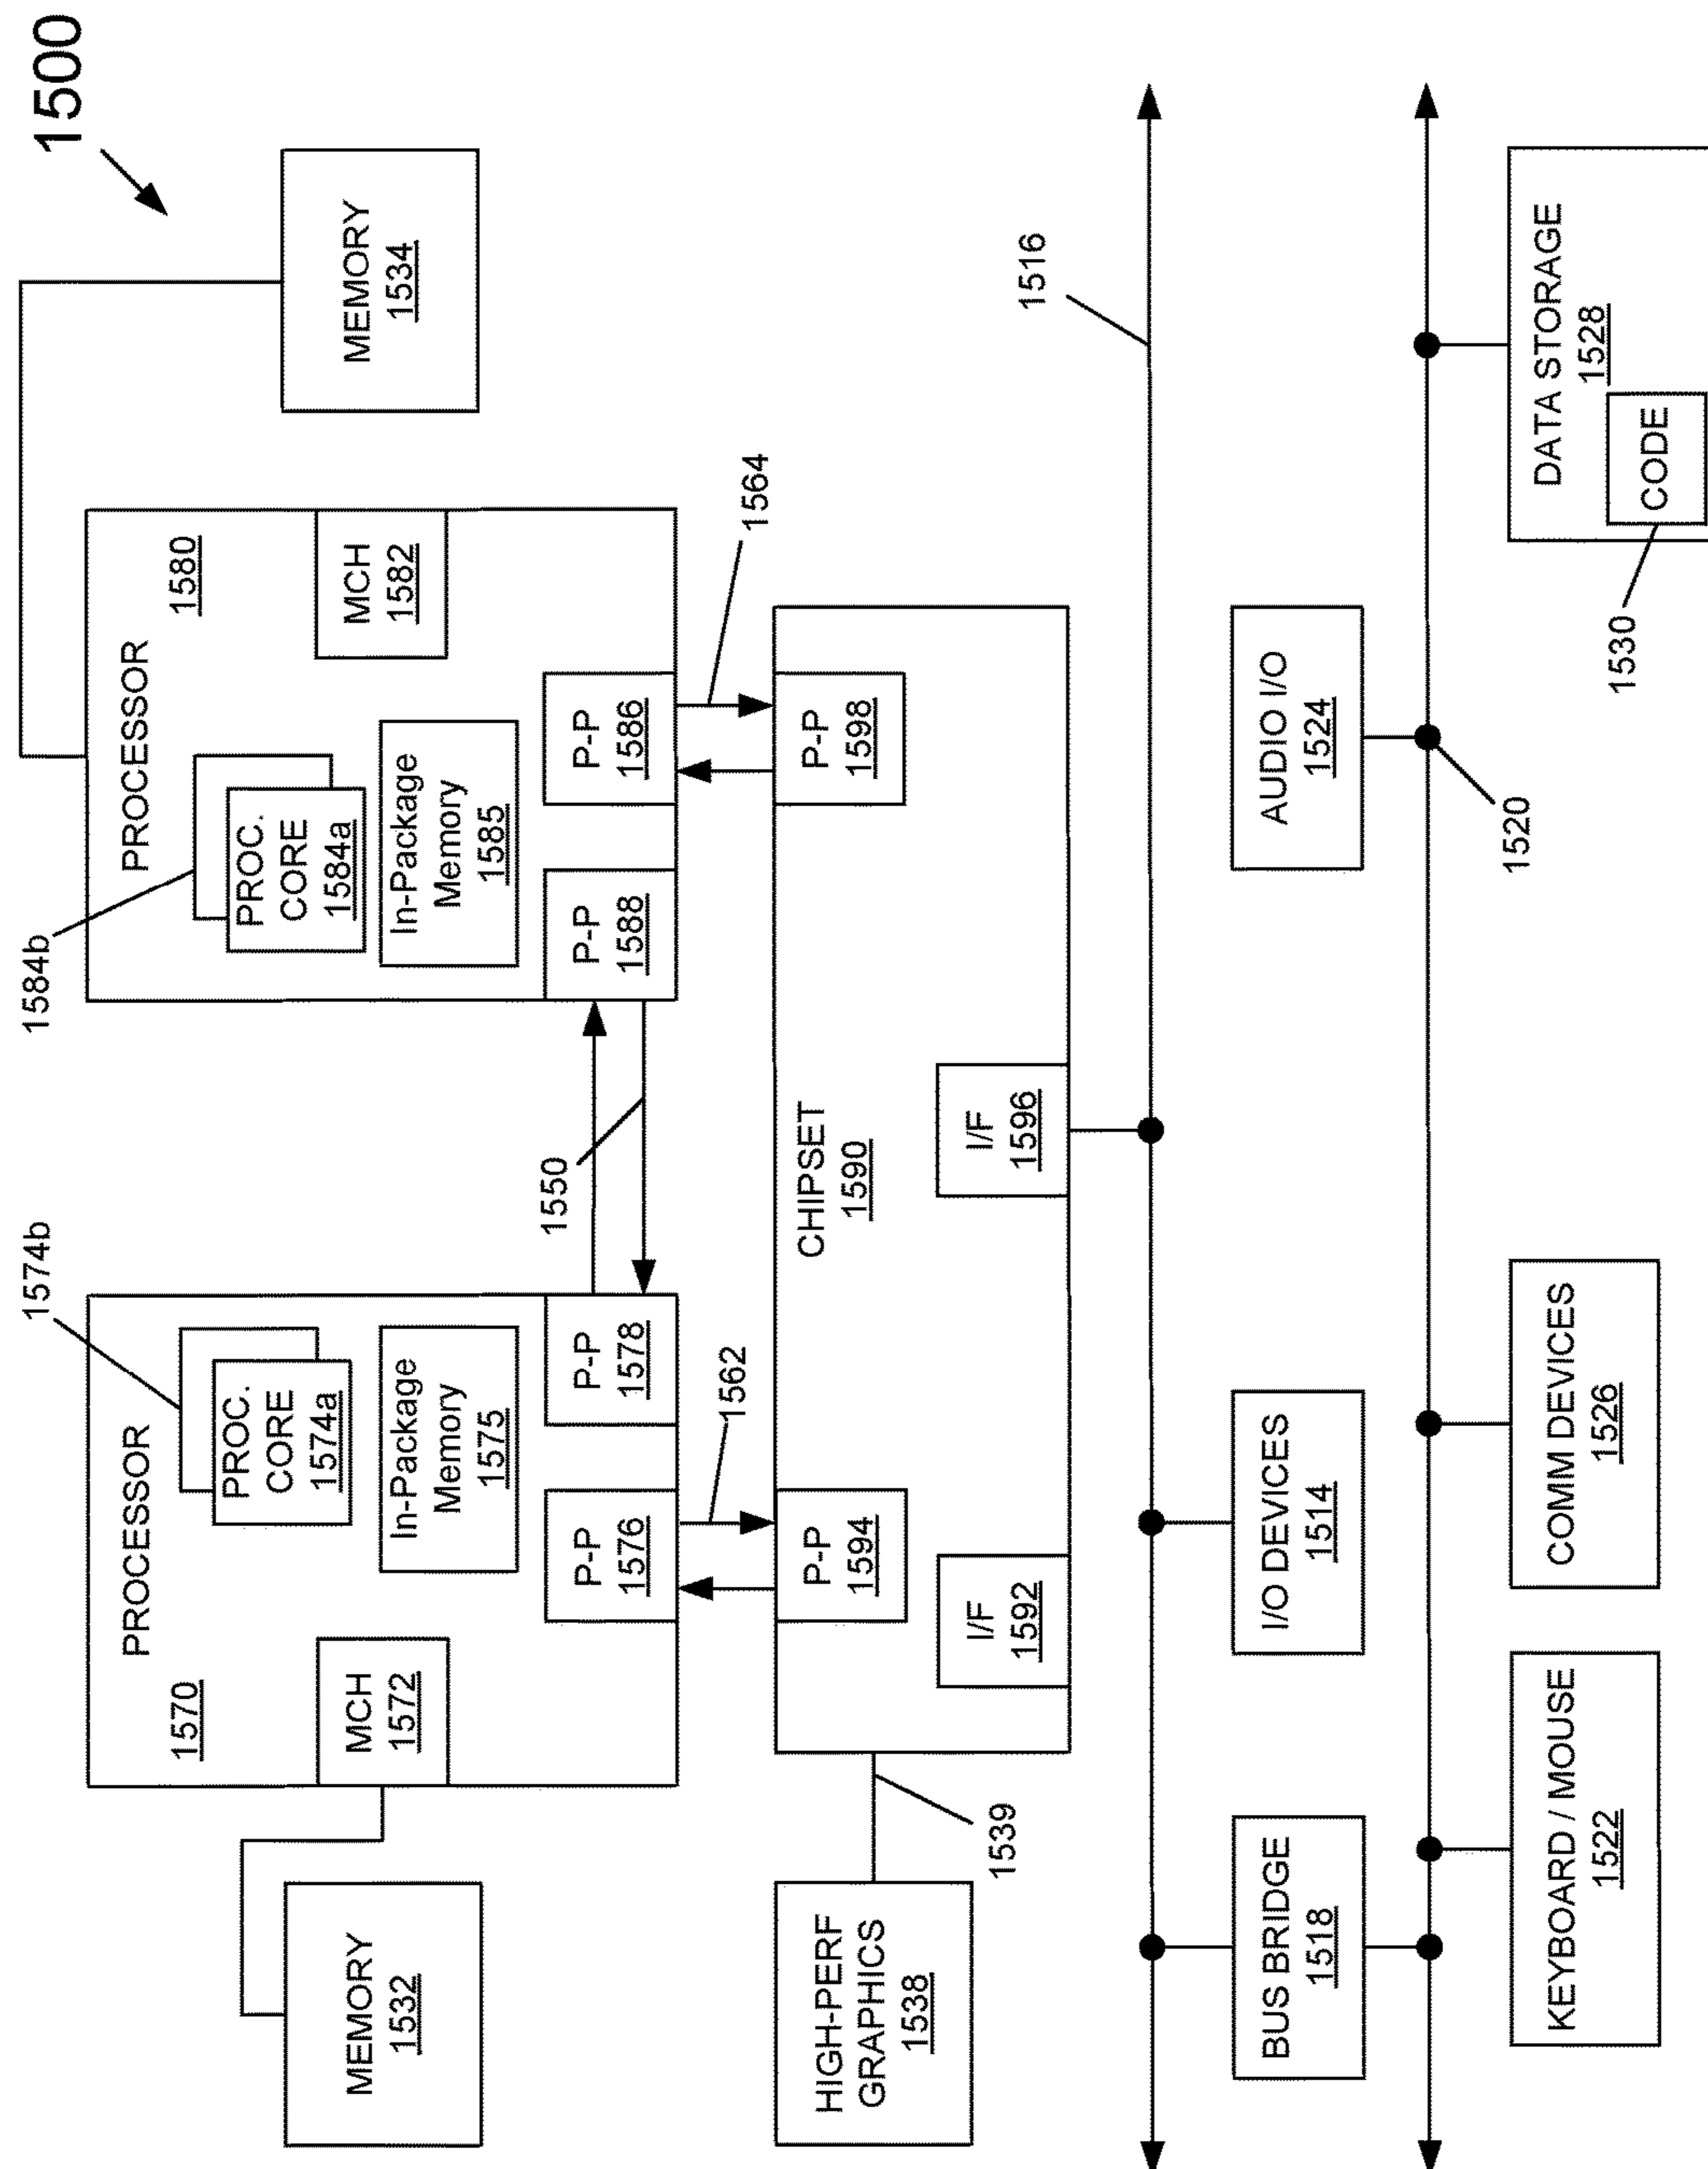 1500
1574b
1584b
PROCESSOR
1570
PROC.
CORE
1574a
MCH
1572
In-Package
Memory
1575
P-P
1576
P-P
1578
MEMORY
1532
1550
PROCESSOR
1580
PROC.
CORE
1584a
MCH
1582
In-Package
Memory
1585
P-P
1588
P-P
1586
MEMORY
1534
1562
1564
HIGH-PERF
GRAPHICS
1538
1539
P-P
1594
CHIPSET
1590
P-P
1598
I/F
1592
I/F
1596
1516
BUS BRIDGE
1518
I/O DEVICES
1514
AUDIO I/O
1524
1520
KEYBOARD / MOUSE
1522
COMM DEVICES
1526
DATA STORAGE
1528
CODE
1530